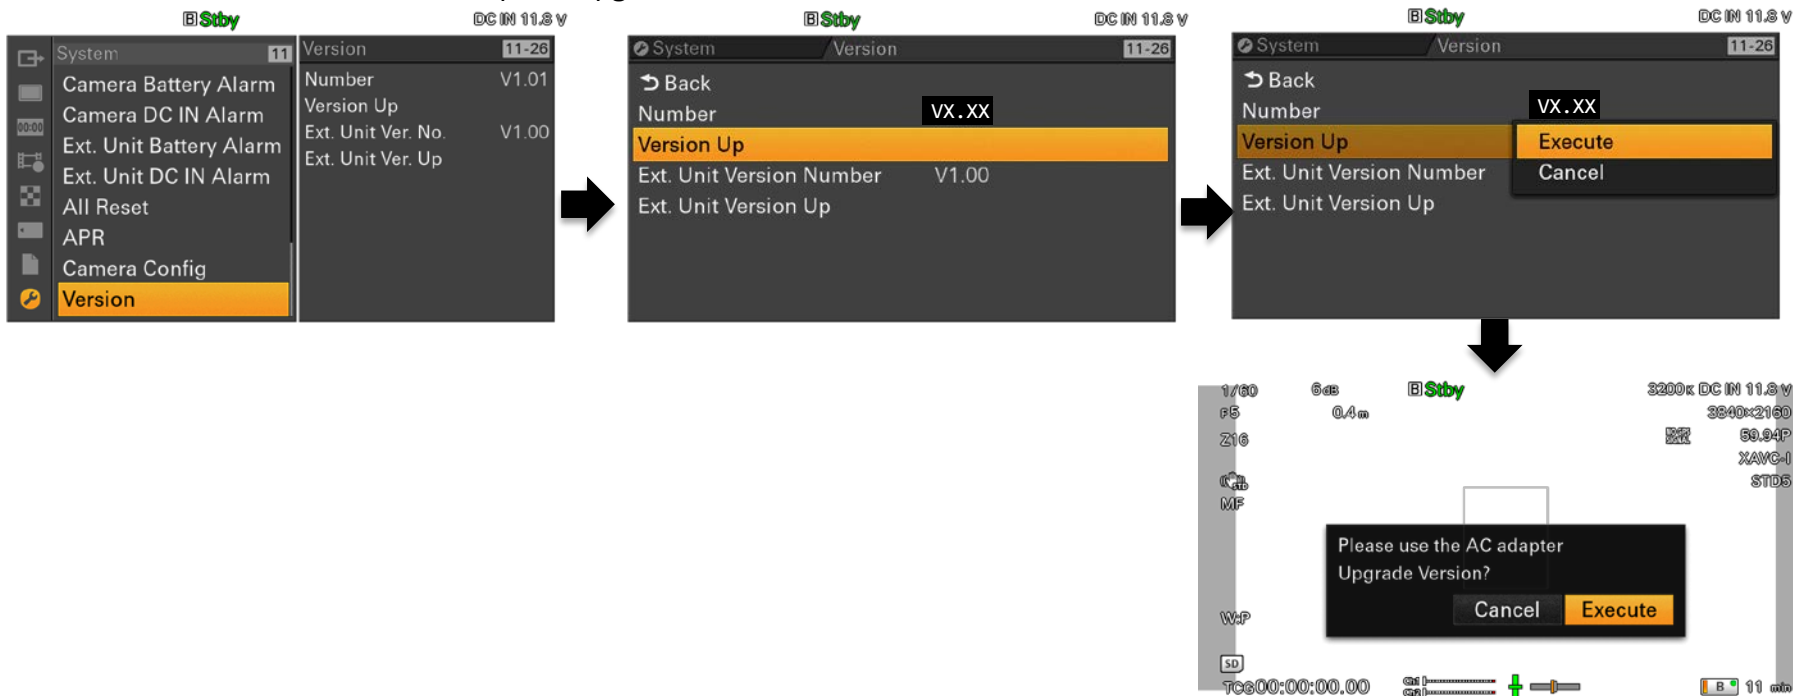 B Stby DC IN 11.8 V
System 11
Camera Battery Alarm
Camera DC IN Alarm
Ext. Unit Battery Alarm
Ext. Unit DC IN Alarm
All Reset
APR
Camera Config
Version
00:00
Version 11-26
Number V1.01
Version Up
Ext. Unit Ver. No. V1.00
Ext. Unit Ver. Up
B Stby DC IN 11.8 V
System Version 11-26
Back
Number VX.XX
Version Up
Ext. Unit Version Number V1.00
Ext. Unit Version Up
B Stby DC IN 11.8 V
System Version 11-26
Back
Number VX.XX
Version Up Execute
Ext. Unit Version Number Cancel
Ext. Unit Version Up
1/60 6dB B Stby 3200K DC IN 11.8 V
F5 0.4m 3840×2160
Z16 59.94P
XAVC-I
STD STD5
MF
Please use the AC adapter
Upgrade Version?
Cancel Execute
W:P
SD
TCG00:00:00.00 Ch1 B 11 min
Ch2